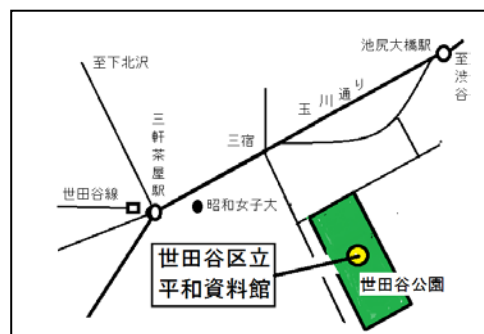 池尻大橋駅
至渋谷
至下北沢
玉川通り
三軒茶屋駅
三宿
世田谷線
昭和女子大
世田谷区立
平和資料館
世田谷公園